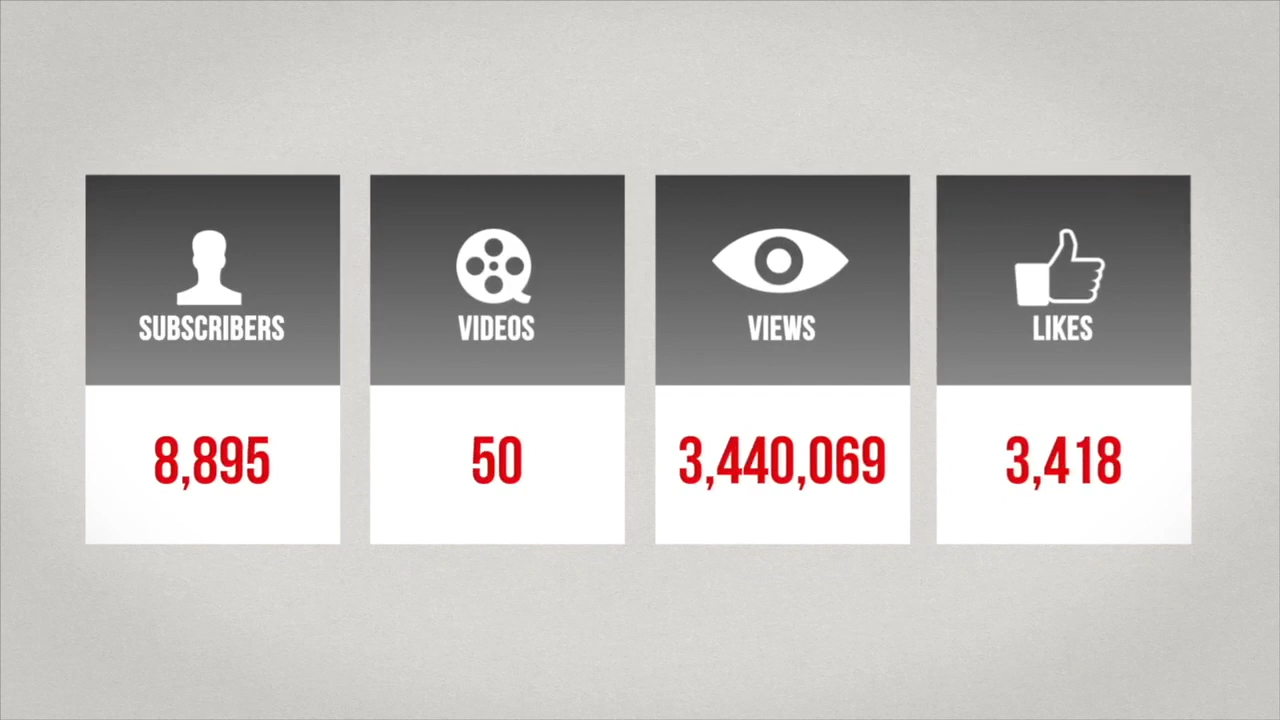 SUBSCRIBERS
VIDEOS
VIEWS
LIKES
8,895
50
3,440,069
3,418